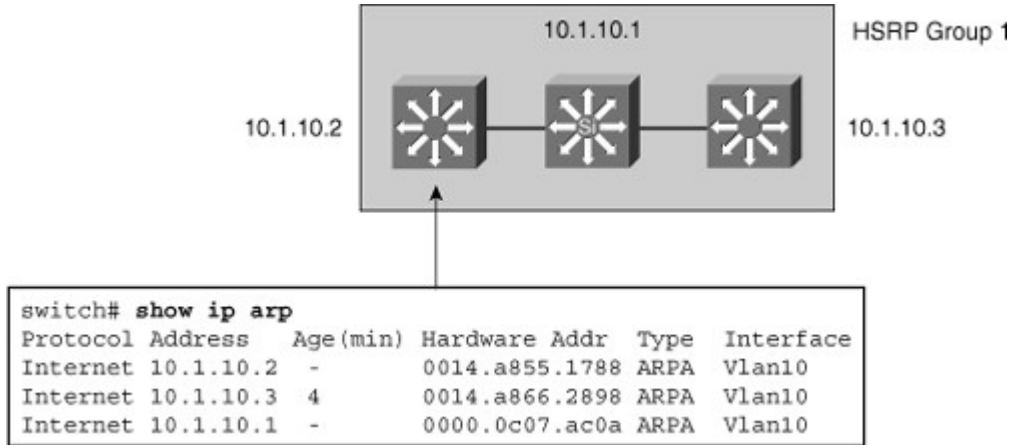 10.1.10.1
HSRP Group 1
10.1.10.2
Si
10.1.10.3
switch# show ip arp
Protocol Address Age(min) Hardware Addr Type Interface
Internet 10.1.10.2 - 0014.a855.1788 ARPA Vlan10
Internet 10.1.10.3 4 0014.a866.2898 ARPA Vlan10
Internet 10.1.10.1 - 0000.0c07.ac0a ARPA Vlan10